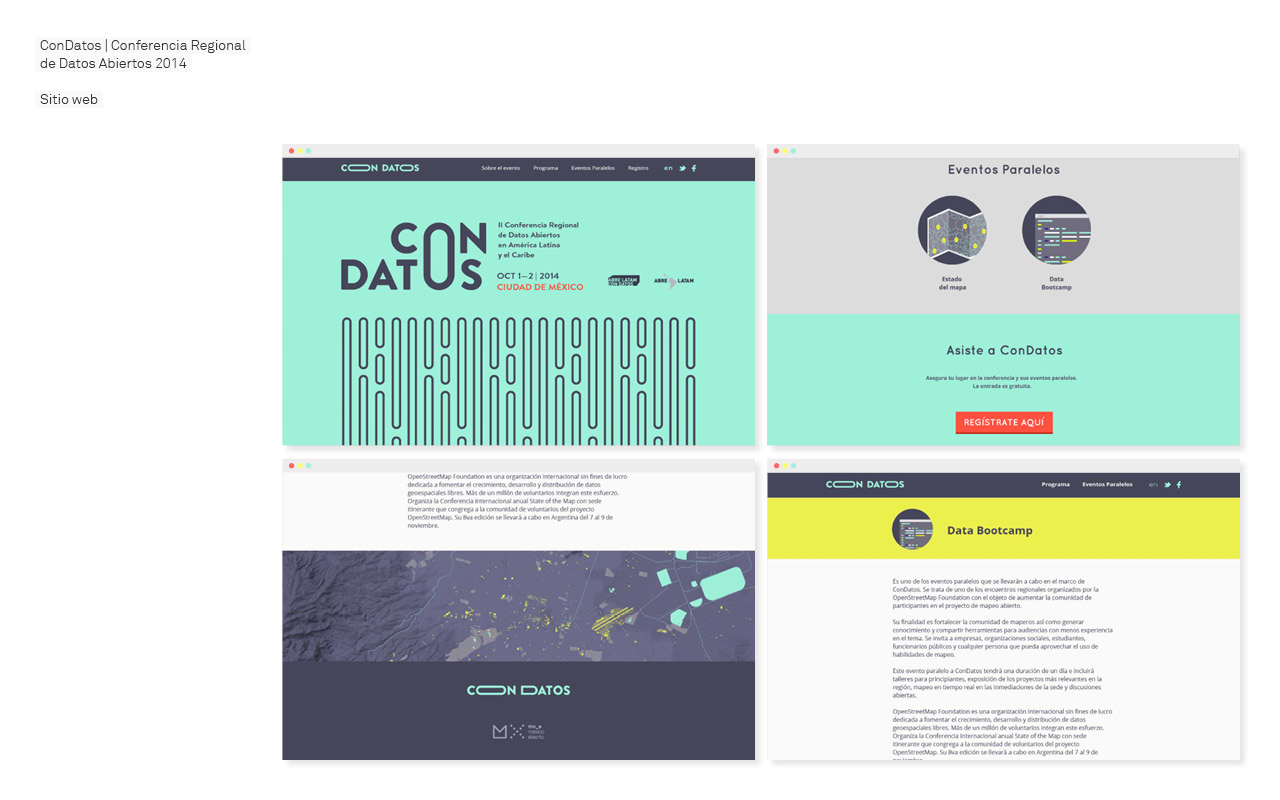 ConDatos | Conferencia Regional
de Datos Abiertos 2014
Sitio web
CON DATOS
Sobre el evento Programa Eventos Paralelos Registro en
CON
DATOS
II Conferencia Regional
de Datos Abiertos
en América Latina
y el Caribe
OCT 1—2 | 2014
CIUDAD DE MÉXICO
ABRE LATAM
CON DATOS
ABRE LATAM
Eventos Paralelos
Estado
del mapa
Data
Bootcamp
Asiste a ConDatos
Asegura tu lugar en la conferencia y sus eventos paralelos.
La entrada es gratuita.
REGÍSTRATE AQUÍ
OpenStreetMap Foundation es una organización internacional sin fines de lucro
dedicada a fomentar el crecimiento, desarrollo y distribución de datos
geoespaciales libres. Más de un millón de voluntarios integran este esfuerzo.
Organiza la Conferencia Internacional anual State of the Map con sede
itinerante que congrega a la comunidad de voluntarios del proyecto
OpenStreetMap. Su 8va edición se llevará a cabo en Argentina del 7 al 9 de
noviembre.
CON DATOS
MX
méxico
abierto
CON DATOS
Programa Eventos Paralelos en
Data Bootcamp
Es uno de los eventos paralelos que se llevarán a cabo en el marco de
ConDatos. Se trata de uno de los encuentros regionales organizados por la
OpenStreetMap Foundation con el objeto de aumentar la comunidad de
participantes en el proyecto de mapeo abierto.
Su finalidad es fortalecer la comunidad de maperos así como generar
conocimiento y compartir herramientas para audiencias con menos experiencia
en el tema. Se invita a empresas, organizaciones sociales, estudiantes,
funcionarios públicos y cualquier persona que pueda aprovechar el uso de
habilidades de mapeo.
Este evento paralelo a ConDatos tendrá una duración de un día e incluirá
talleres para principiantes, exposición de los proyectos más relevantes en la
región, mapeo en tiempo real en las inmediaciones de la sede y discusiones
abiertas.
OpenStreetMap Foundation es una organización internacional sin fines de lucro
dedicada a fomentar el crecimiento, desarrollo y distribución de datos
geoespaciales libres. Más de un millón de voluntarios integran este esfuerzo.
Organiza la Conferencia Internacional anual State of the Map con sede
itinerante que congrega a la comunidad de voluntarios del proyecto
OpenStreetMap. Su 8va edición se llevará a cabo en Argentina del 7 al 9 de
noviembre.